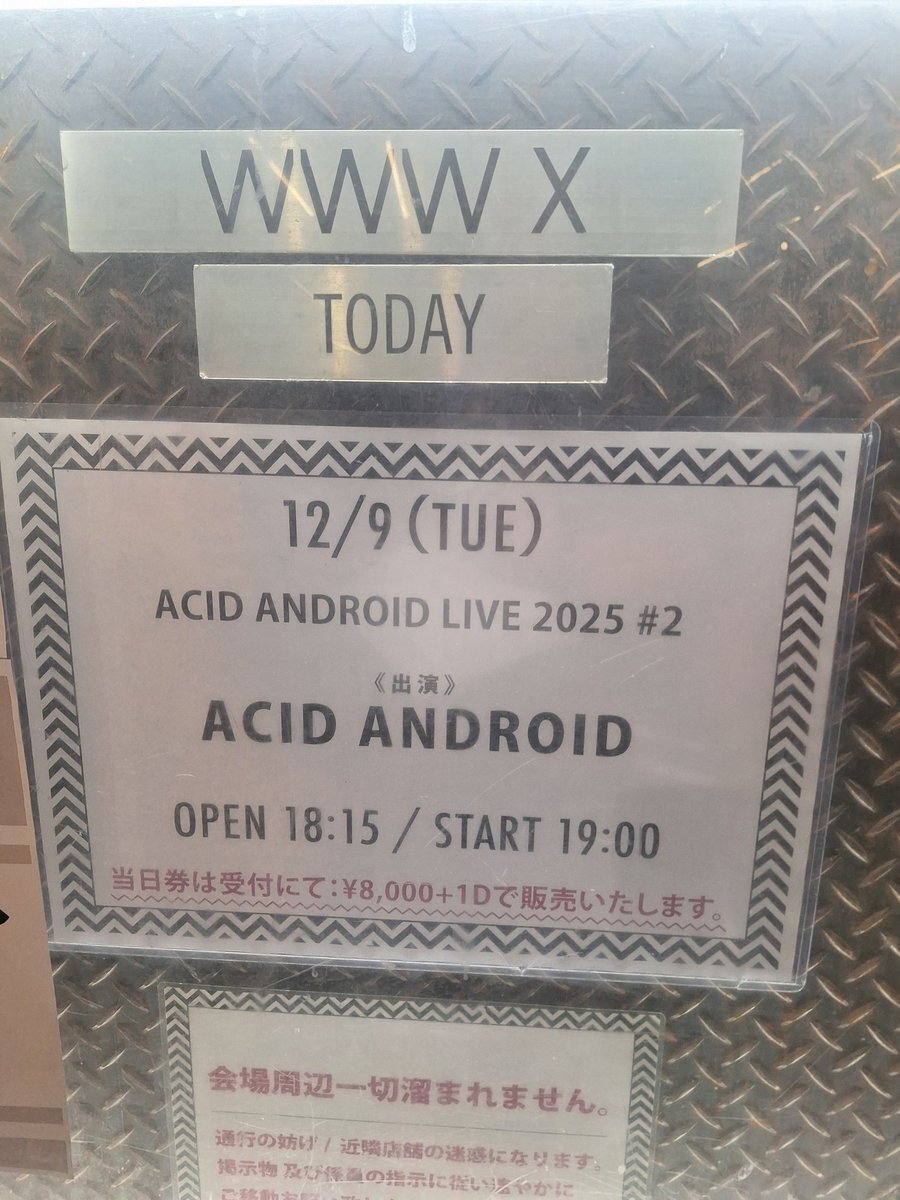 WWW X
TODAY
12/9(TUE)
ACID ANDROID LIVE 2025 #2
《出演》
ACID ANDROID
OPEN 18:15 / START 19:00
当日券は受付にて:¥8,000+1Dで販売いたします。
会場周辺一切溜まれません。
通行の妨げ / 近隣店舗の迷惑になります。
掲示物及び係員の指示に従い速やかに